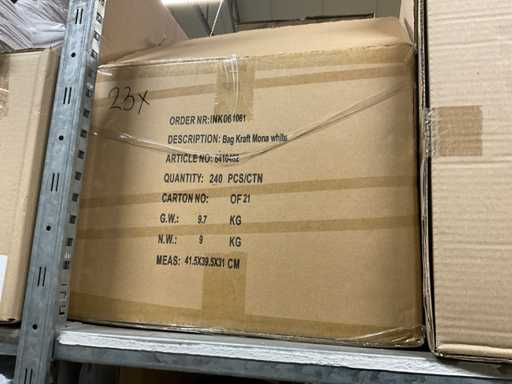 23x
ORDER NR:INK061061
DESCRIPTION: Bag Kraft Mona white
ARTICLE NO: 6410402
QUANTITY: 240 PCS/CTN
CARTON NO: OF 21
G.W.: 9.7 KG
N.W.: 9 KG
MEAS: 41.5X39.5X31 CM